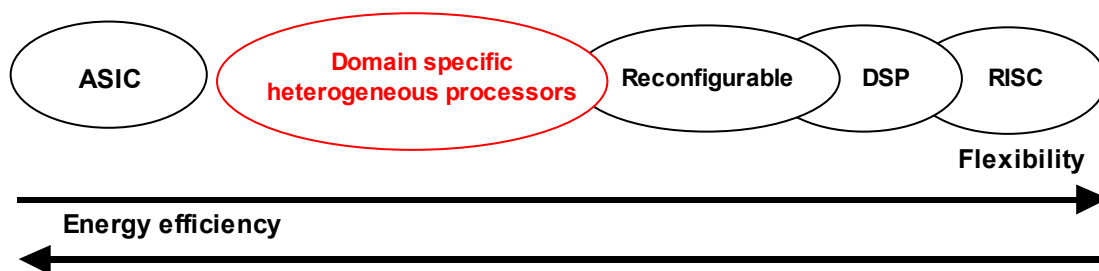 ASIC
Domain specific
heterogeneous processors
Reconfigurable
DSP
RISC
Flexibility
Energy efficiency